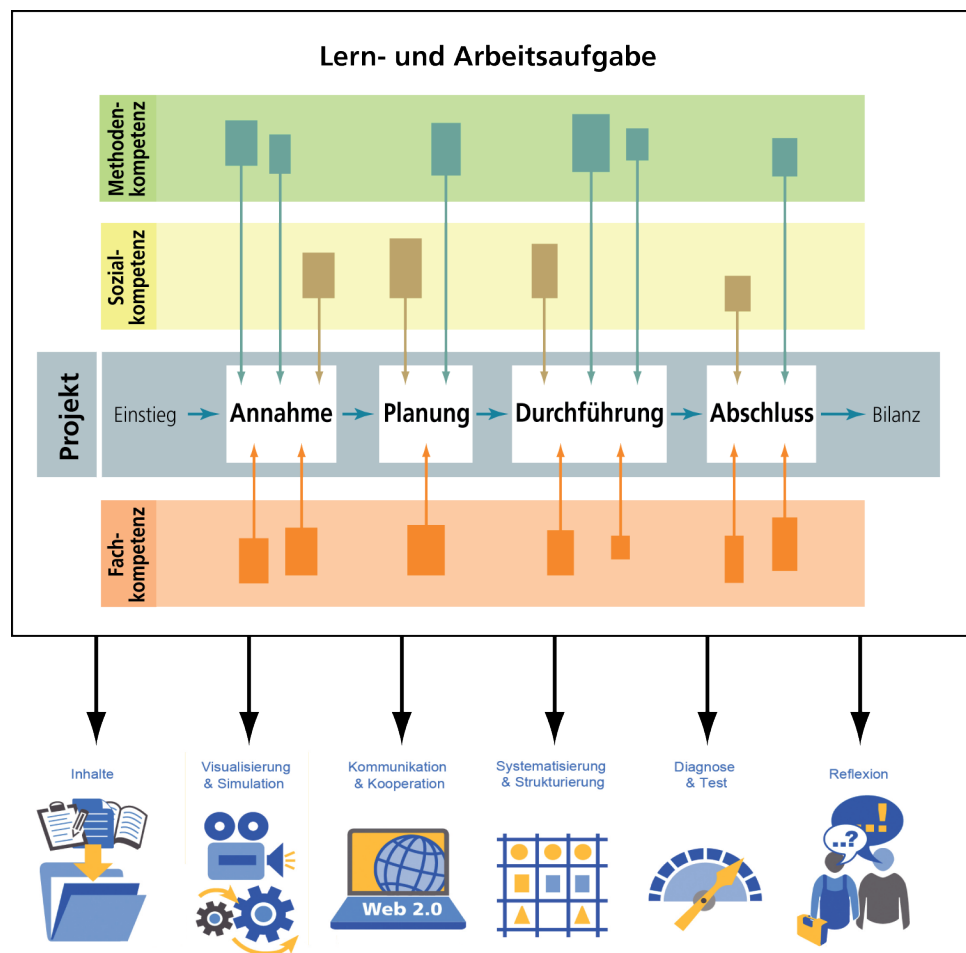 Lern- und Arbeitsaufgabe
Methoden-
kompetenz
Sozial-
kompetenz
Projekt
Einstieg
Annahme
Planung
Durchführung
Abschluss
Bilanz
Fach-
kompetenz
Inhalte
Visualisierung
& Simulation
Kommunikation
& Kooperation
Systematisierung
& Strukturierung
Diagnose
& Test
Reflexion
Web 2.0
..?
..!